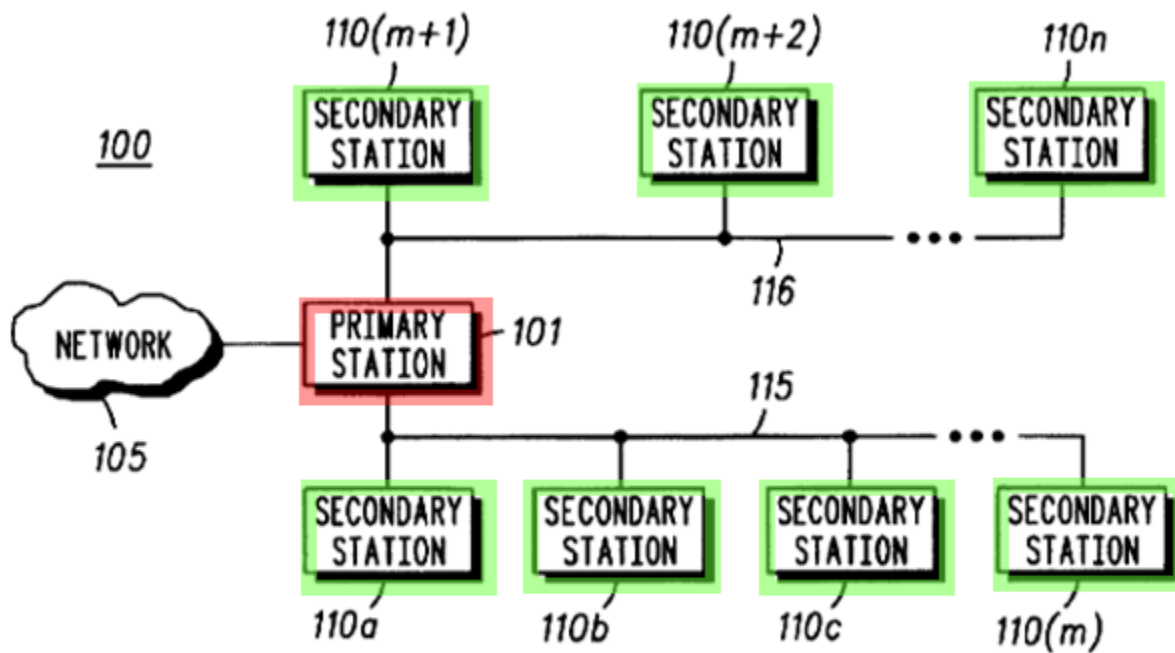 110(m+1)
110(m+2)
110n
SECONDARY
STATION
SECONDARY
STATION
SECONDARY
STATION
100
116
NETWORK
PRIMARY
STATION
101
105
115
SECONDARY
STATION
SECONDARY
STATION
SECONDARY
STATION
SECONDARY
STATION
110a
110b
110c
110(m)